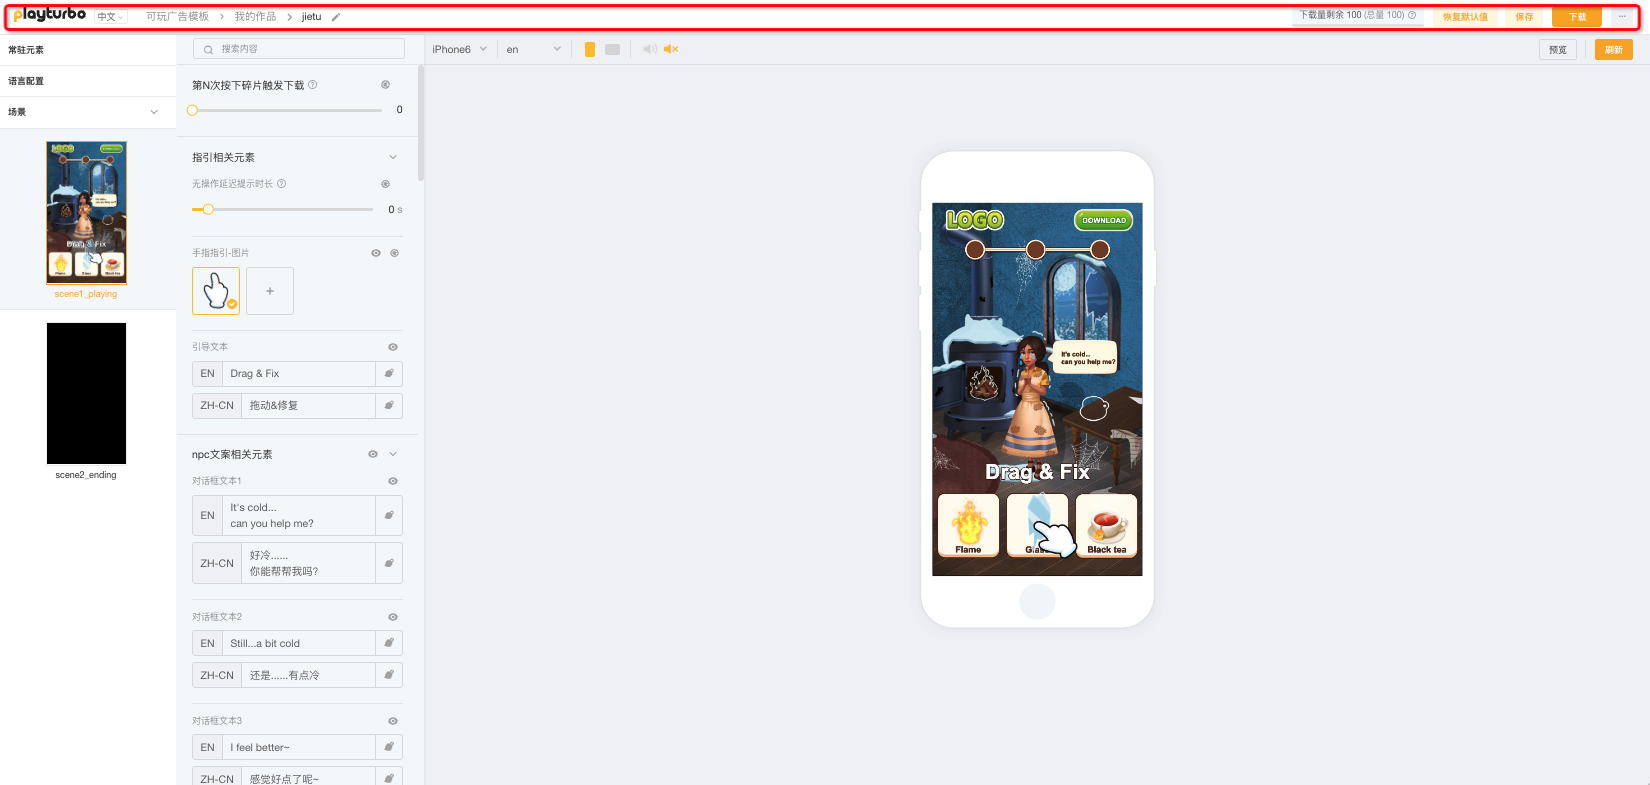 playturbo 中文 可玩广告模板 > 我的作品 > jietu 下载量剩余 100 (总量 100) 恢复默认值 保存 下载 ...
常驻元素
语言配置
场景
scene1_playing
scene2_ending
搜索内容
第N次按下碎片触发下载
0
指引相关元素
无操作延迟提示时长
0 s
手指指引-图片
+
引导文本
EN Drag & Fix
ZH-CN 拖动&修复
npc文案相关元素
对话框文本1
EN It's cold...
can you help me?
ZH-CN 好冷......
你能帮帮我吗?
对话框文本2
EN Still...a bit cold
ZH-CN 还是......有点冷
对话框文本3
EN I feel better~
ZH-CN 感觉好点了呢~
iPhone6 en 预览 刷新
LOGO DOWNLOAD
It's cold...
can you help me?
Drag & Fix
Flame Black tea
LOGO
Drag & Fix